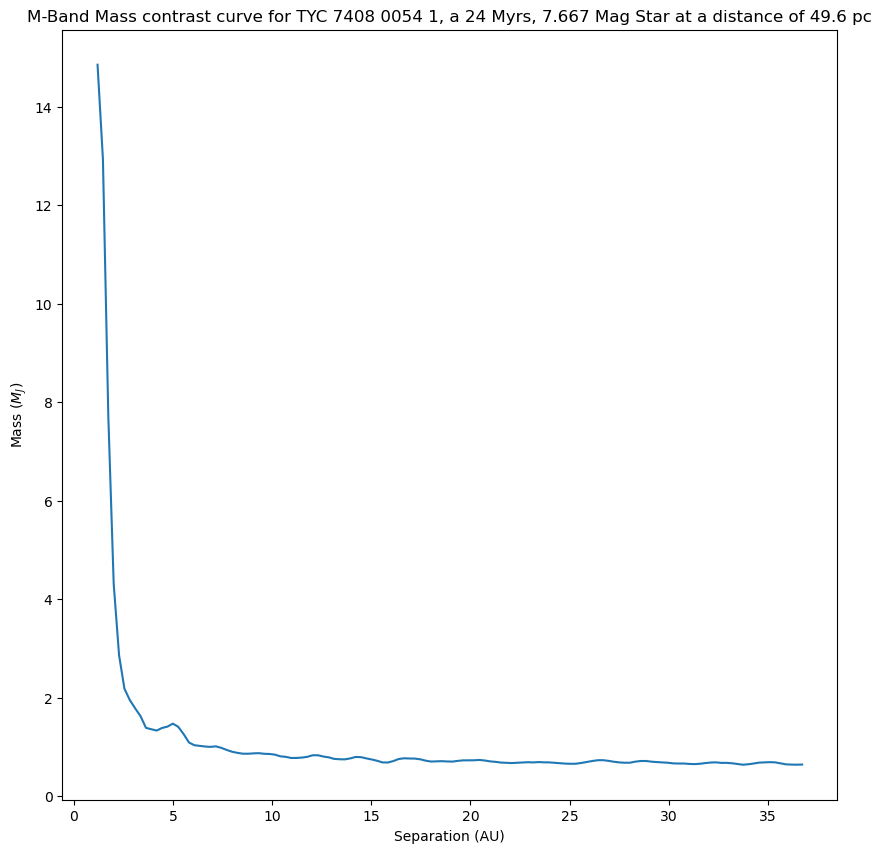 M-Band Mass contrast curve for TYC 7408 0054 1, a 24 Myrs, 7.667 Mag Star at a distance of 49.6 pc
14
12
10
8
6
4
2
0
Mass (M_J)
0 5 10 15 20 25 30 35
Separation (AU)